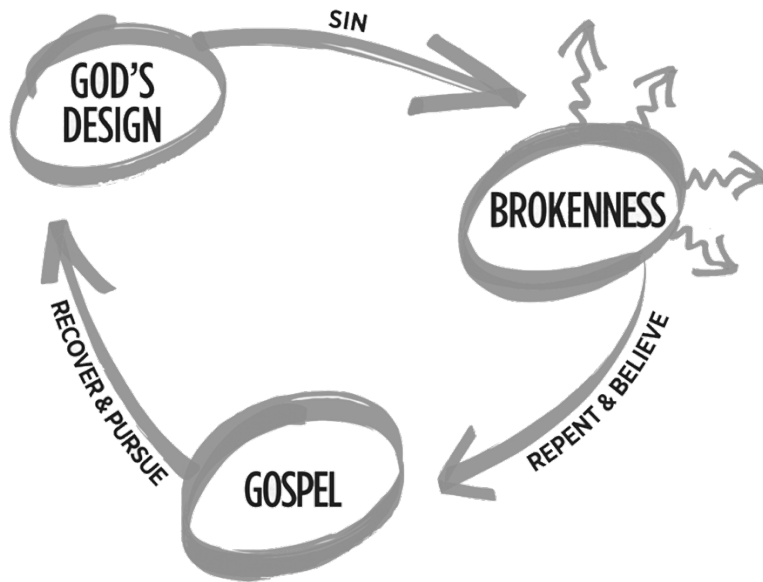 SIN
GOD'S
DESIGN
BROKENNESS
REPENT & BELIEVE
GOSPEL
RECOVER & PURSUE